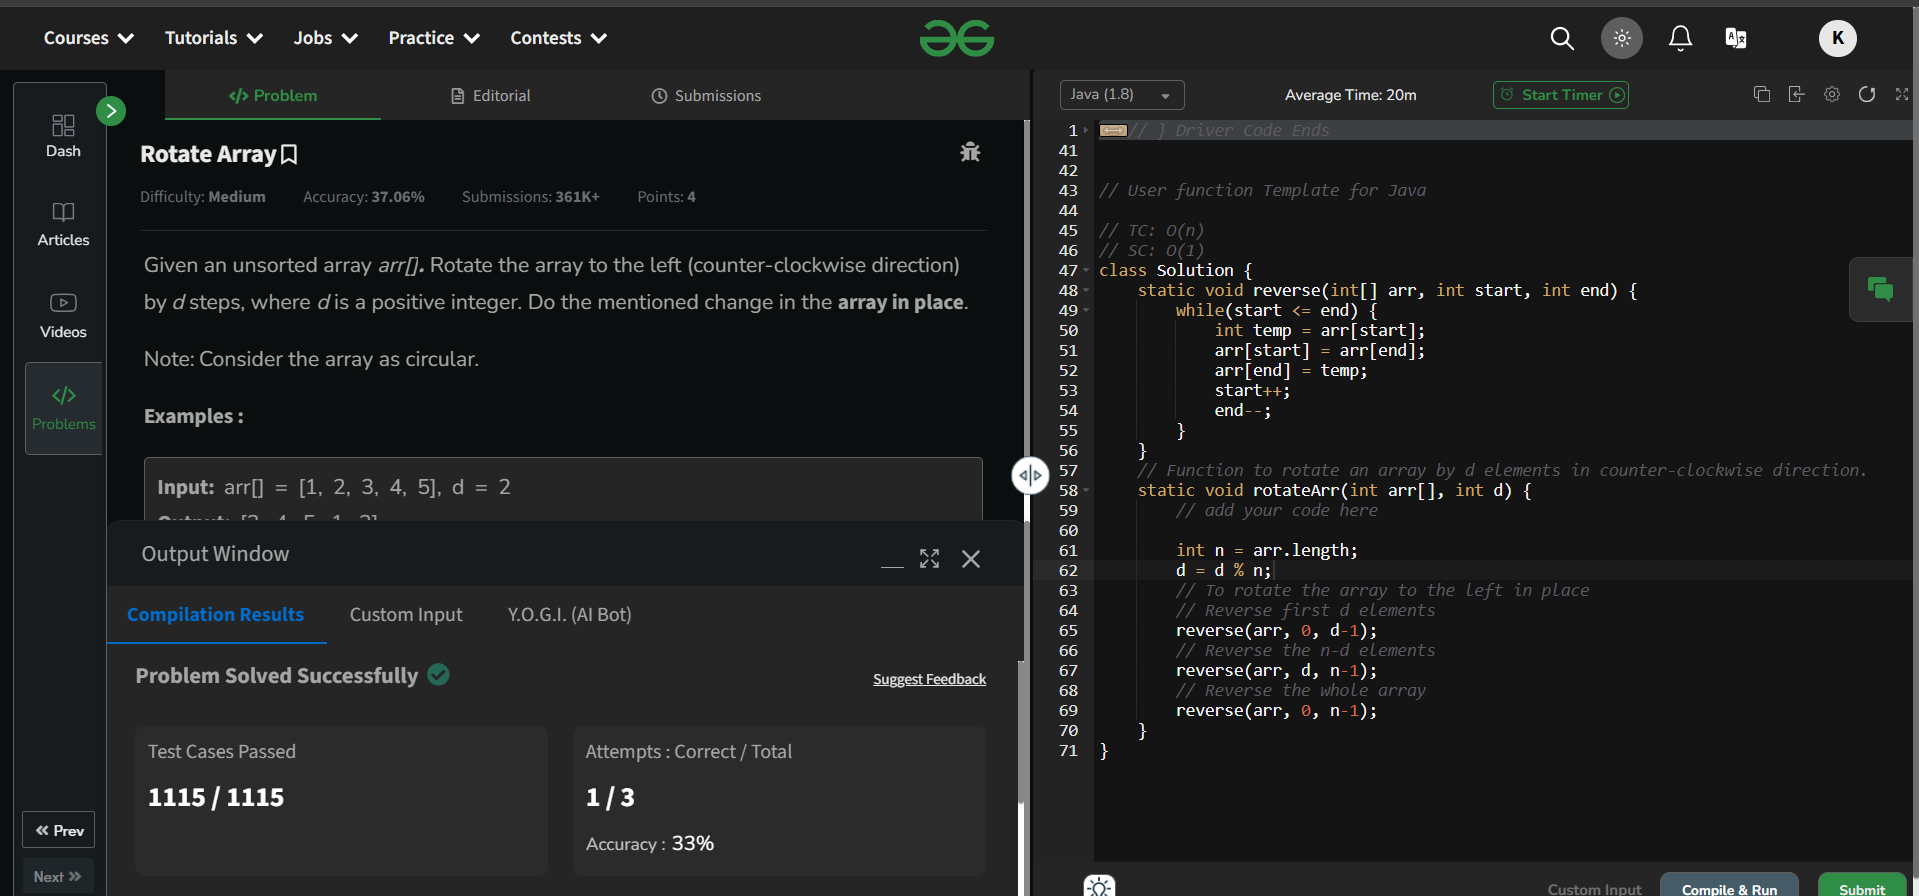 Courses Tutorials Jobs Practice Contests K
Problem Editorial Submissions
Java (1.8) Average Time: 20m Start Timer
Dash
Articles
Videos
Problems
Prev
Next
Rotate Array
Difficulty: Medium Accuracy: 37.06% Submissions: 361K+ Points: 4
Given an unsorted array arr[]. Rotate the array to the left (counter-clockwise direction)
by d steps, where d is a positive integer. Do the mentioned change in the array in place.
Note: Consider the array as circular.
Examples :
Input: arr[] = [1, 2, 3, 4, 5], d = 2
Output Window
Compilation Results Custom Input Y.O.G.I. (AI Bot)
Problem Solved Successfully Suggest Feedback
Test Cases Passed
1115 / 1115
Attempts : Correct / Total
1 / 3
Accuracy : 33%
1 // } Driver Code Ends
41
42
43 // User function Template for Java
44
45 // TC: O(n)
46 // SC: O(1)
47 class Solution {
48 static void reverse(int[] arr, int start, int end) {
49 while(start <= end) {
50 int temp = arr[start];
51 arr[start] = arr[end];
52 arr[end] = temp;
53 start++;
54 end--;
55 }
56 }
57 // Function to rotate an array by d elements in counter-clockwise direction.
58 static void rotateArr(int arr[], int d) {
59 // add your code here
60
61 int n = arr.length;
62 d = d % n;
63 // To rotate the array to the left in place
64 // Reverse first d elements
65 reverse(arr, 0, d-1);
66 // Reverse the n-d elements
67 reverse(arr, d, n-1);
68 // Reverse the whole array
69 reverse(arr, 0, n-1);
70 }
71 }
Custom Input Compile & Run Submit